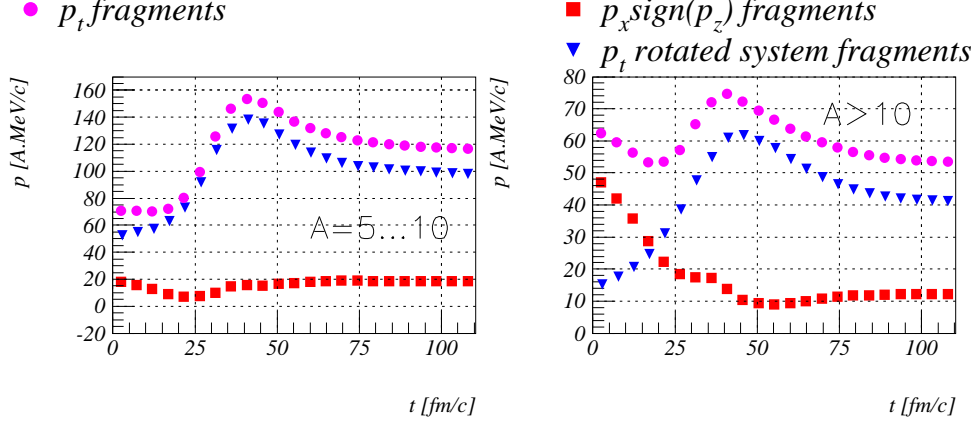 p_t fragments
p_x sign(p_z) fragments
p_t rotated system fragments
p [A.MeV/c]
160
140
120
100
80
60
40
20
0
-20
A=5...10
0 25 50 75 100
t [fm/c]
p [A.MeV/c]
80
70
60
50
40
30
20
10
0
A>10
0 25 50 75 100
t [fm/c]